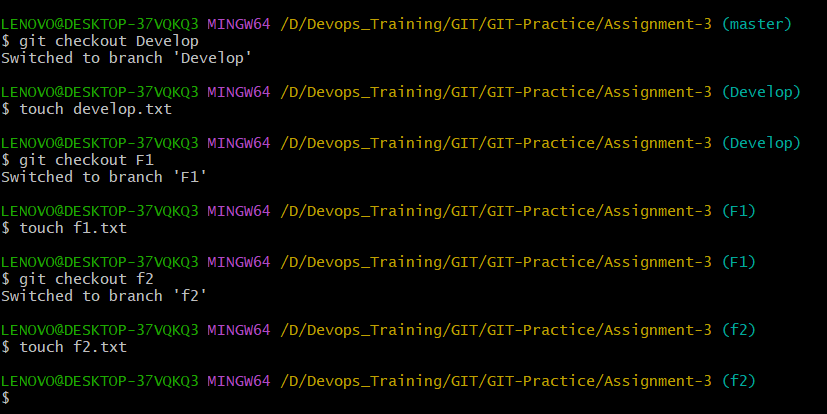 LENOVO@DESKTOP-37VQKQ3 MINGW64 /D/Devops_Training/GIT/GIT-Practice/Assignment-3 (master)
$ git checkout Develop
Switched to branch 'Develop'
LENOVO@DESKTOP-37VQKQ3 MINGW64 /D/Devops_Training/GIT/GIT-Practice/Assignment-3 (Develop)
$ touch develop.txt
LENOVO@DESKTOP-37VQKQ3 MINGW64 /D/Devops_Training/GIT/GIT-Practice/Assignment-3 (Develop)
$ git checkout F1
Switched to branch 'F1'
LENOVO@DESKTOP-37VQKQ3 MINGW64 /D/Devops_Training/GIT/GIT-Practice/Assignment-3 (F1)
$ touch f1.txt
LENOVO@DESKTOP-37VQKQ3 MINGW64 /D/Devops_Training/GIT/GIT-Practice/Assignment-3 (F1)
$ git checkout f2
Switched to branch 'f2'
LENOVO@DESKTOP-37VQKQ3 MINGW64 /D/Devops_Training/GIT/GIT-Practice/Assignment-3 (f2)
$ touch f2.txt
LENOVO@DESKTOP-37VQKQ3 MINGW64 /D/Devops_Training/GIT/GIT-Practice/Assignment-3 (f2)
$